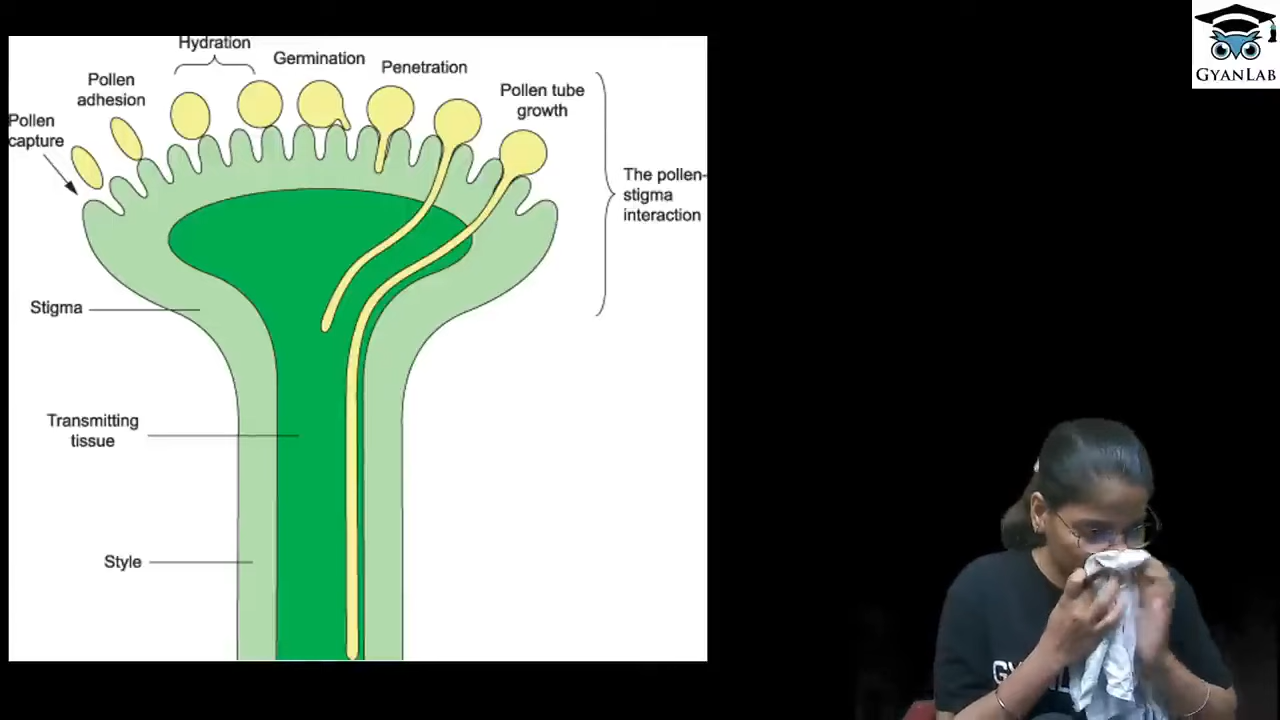 Hydration
Germination
Penetration
Pollen
adhesion
Pollen tube
growth
Pollen
capture
The pollen-
stigma
interaction
Stigma
Transmitting
tissue
Style
GYANLAB